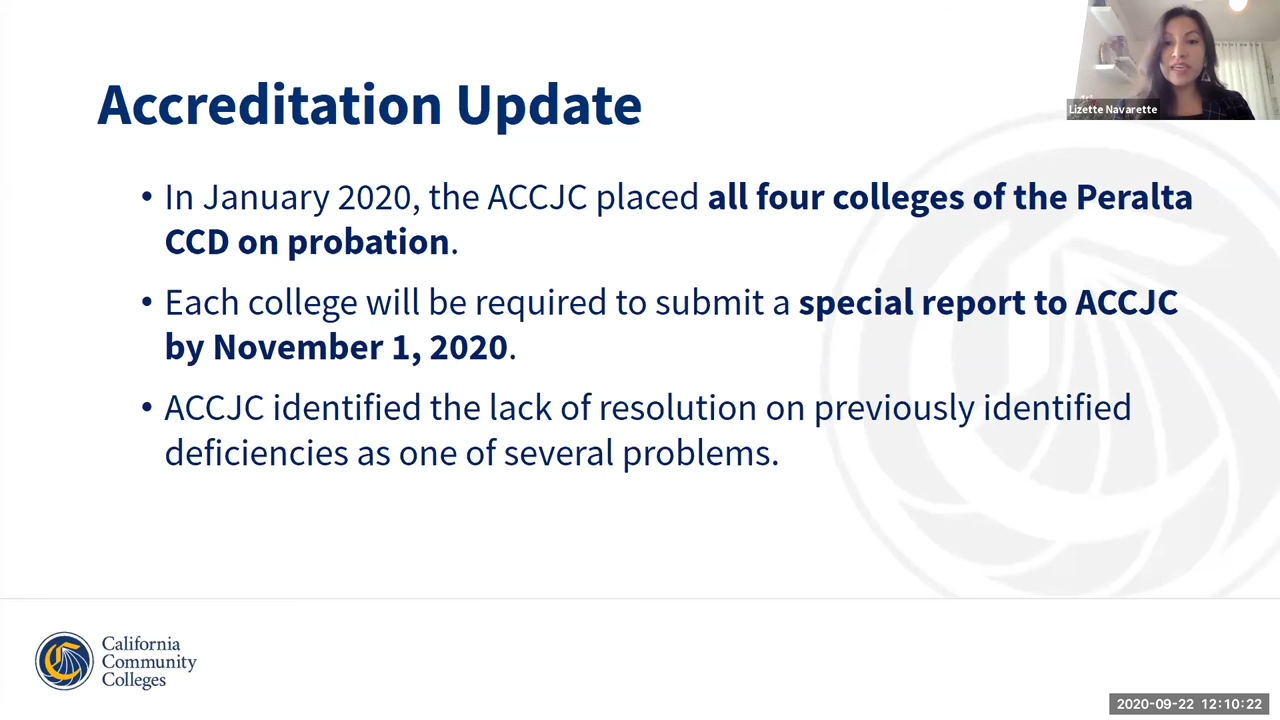 Accreditation Update
Lizette Navarette
• In January 2020, the ACCJC placed all four colleges of the Peralta
CCD on probation.
• Each college will be required to submit a special report to ACCJC
by November 1, 2020.
• ACCJC identified the lack of resolution on previously identified
deficiencies as one of several problems.
California
Community
Colleges
2020-09-22 12:10:22